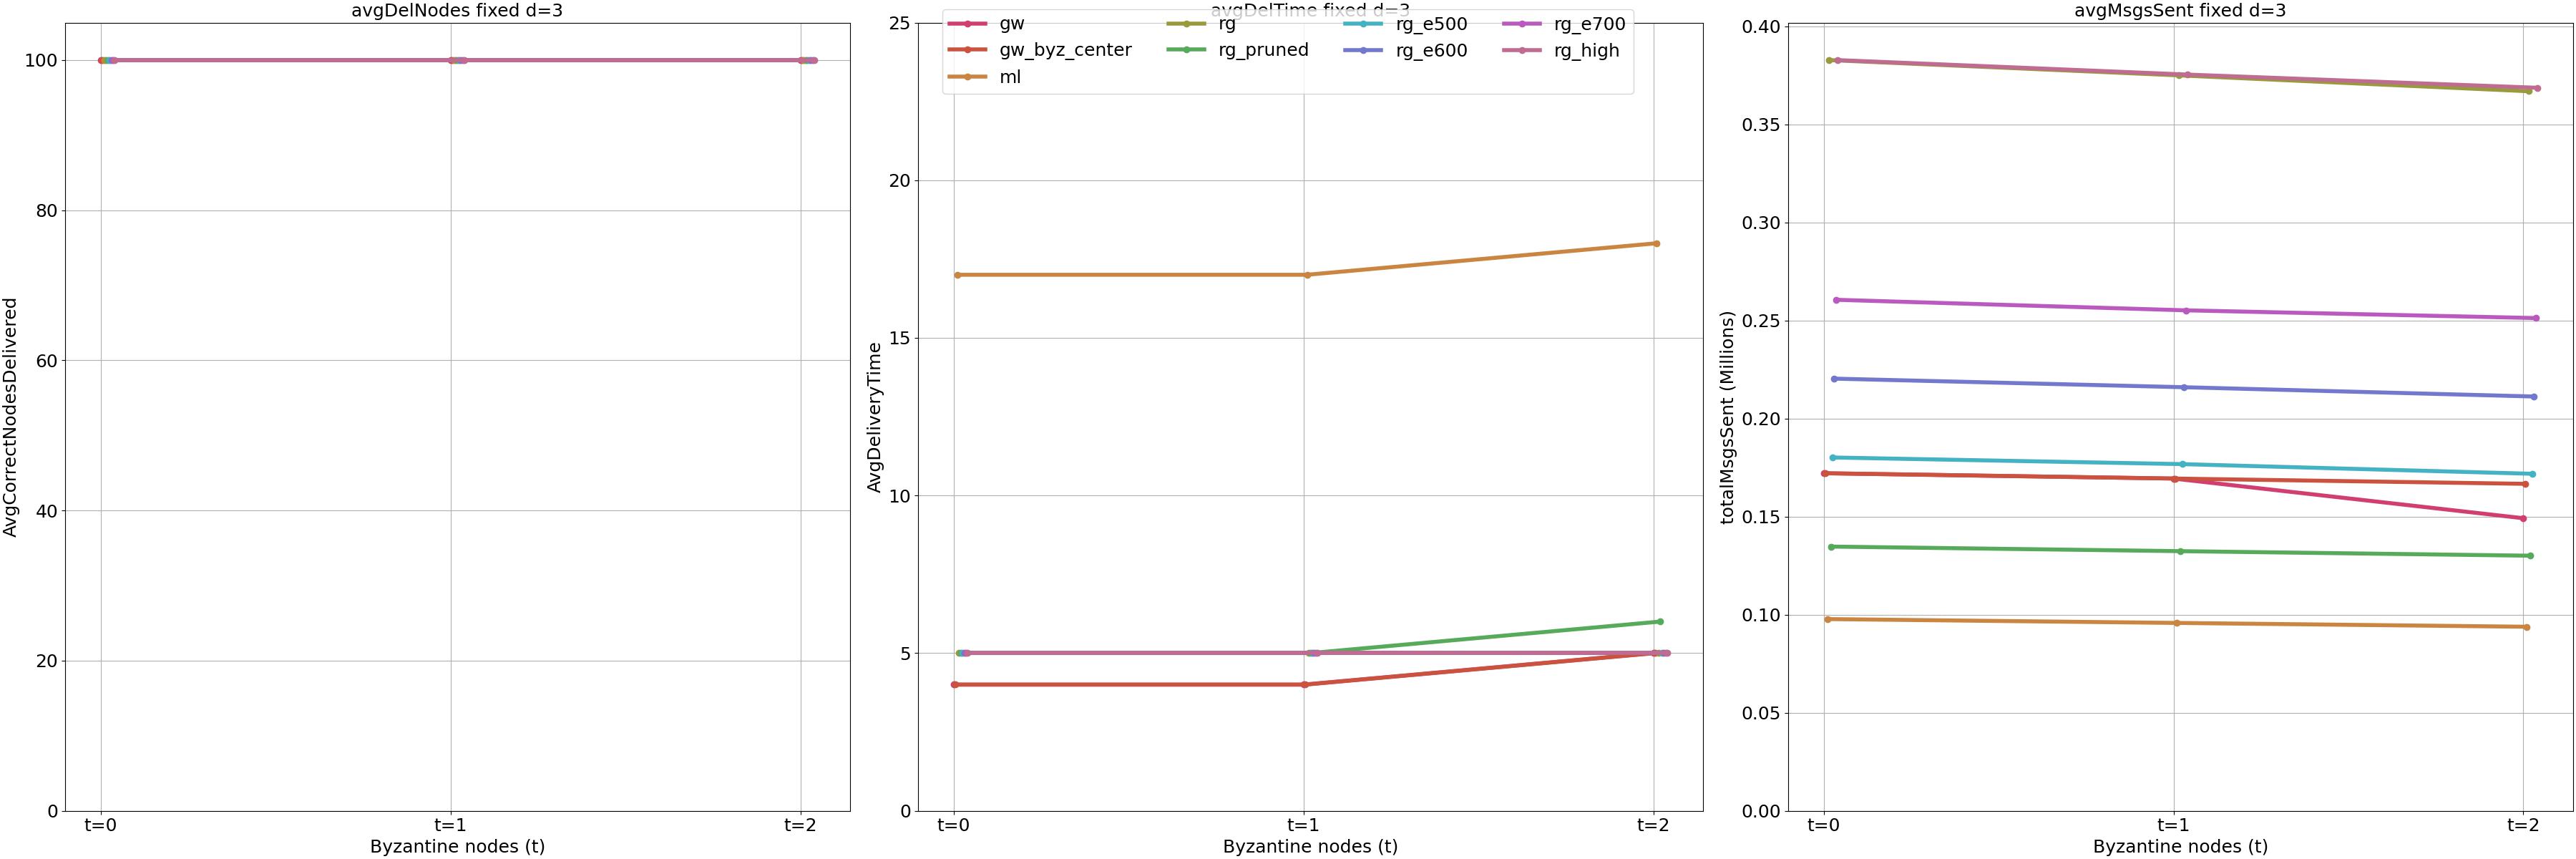 avgDelNodes fixed d=3
AvgCorrectNodesDelivered
100
80
60
40
20
0
t=0 t=1 t=2
Byzantine nodes (t)
avgDelTime fixed d=3
gw rg rg_e500 rg_e700
gw_byz_center rg_pruned rg_e600 rg_high
ml
AvgDeliveryTime
25
20
15
10
5
0
t=0 t=1 t=2
Byzantine nodes (t)
avgMsgsSent fixed d=3
totalMsgsSent (Millions)
0.40
0.35
0.30
0.25
0.20
0.15
0.10
0.05
0.00
t=0 t=1 t=2
Byzantine nodes (t)